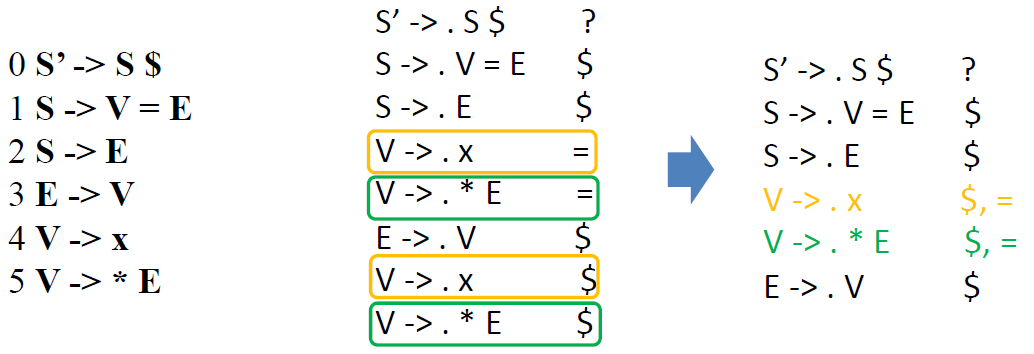 0 S’ -> S $
1 S -> V = E
2 S -> E
3 E -> V
4 V -> x
5 V -> * E
S’ -> . S $ ?
S -> . V = E $
S -> . E $
V -> . x =
V -> . * E =
E -> . V $
V -> . x $
V -> . * E $
S’ -> . S $ ?
S -> . V = E $
S -> . E $
V -> . x $, =
V -> . * E $, =
E -> . V $